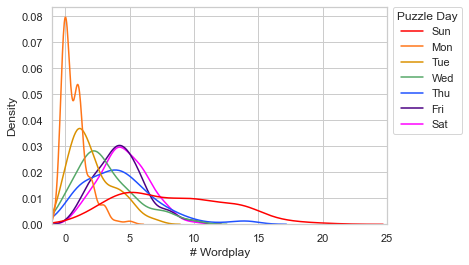 Puzzle Day
Sun
Mon
Tue
Wed
Thu
Fri
Sat
Density
0.08
0.07
0.06
0.05
0.04
0.03
0.02
0.01
0.00
0 5 10 15 20 25
# Wordplay